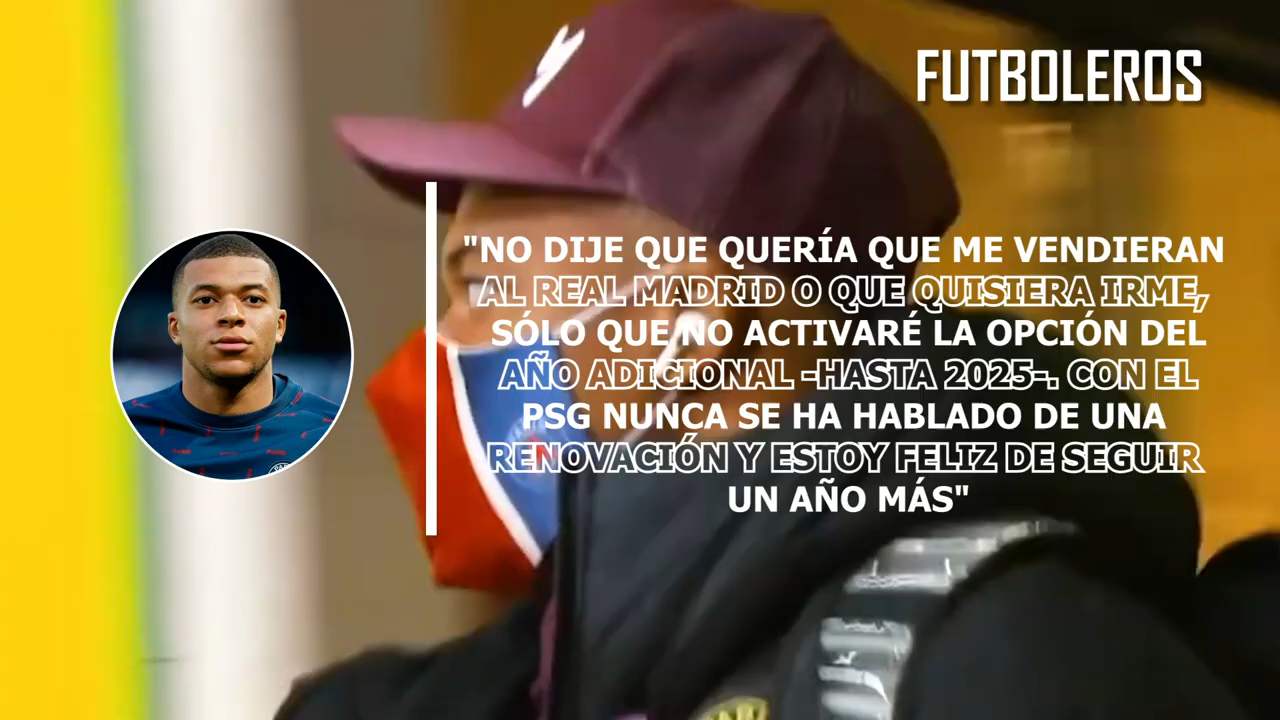 FUTBOLEROS
"NO DIJE QUE QUERÍA QUE ME VENDIERAN
AL REAL MADRID O QUE QUISIERA IRME,
SÓLO QUE NO ACTIVARÉ LA OPCIÓN DEL
AÑO ADICIONAL -HASTA 2025-. CON EL
PSG NUNCA SE HA HABLADO DE UNA
RENOVACIÓN Y ESTOY FELIZ DE SEGUIR
UN AÑO MÁS"